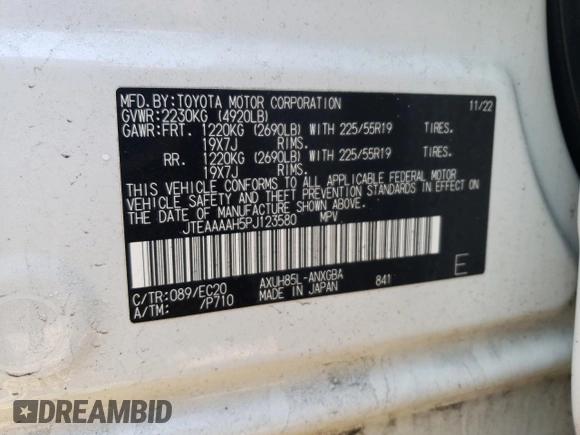 MFD.BY:TOYOTA MOTOR CORPORATION 11/22
GVWR:2230KG (4920LB)
GAWR:FRT. 1220KG (2690LB) WITH 225/55R19 TIRES.
19X7J RIMS.
RR. 1220KG (2690LB) WITH 225/55R19 TIRES.
19X7J RIMS.
THIS VEHICLE CONFORMS TO ALL APPLICABLE FEDERAL MOTOR
VEHICLE SAFETY AND THEFT PREVENTION STANDARDS IN EFFECT
ON THE DATE OF MANUFACTURE SHOWN ABOVE.
JTEAAAAH5PJ123580 MPV
C/TR:089/EC20 AXUH85L-ANXGBA 841 E
A/TM: /P710 MADE IN JAPAN
DREAMBID